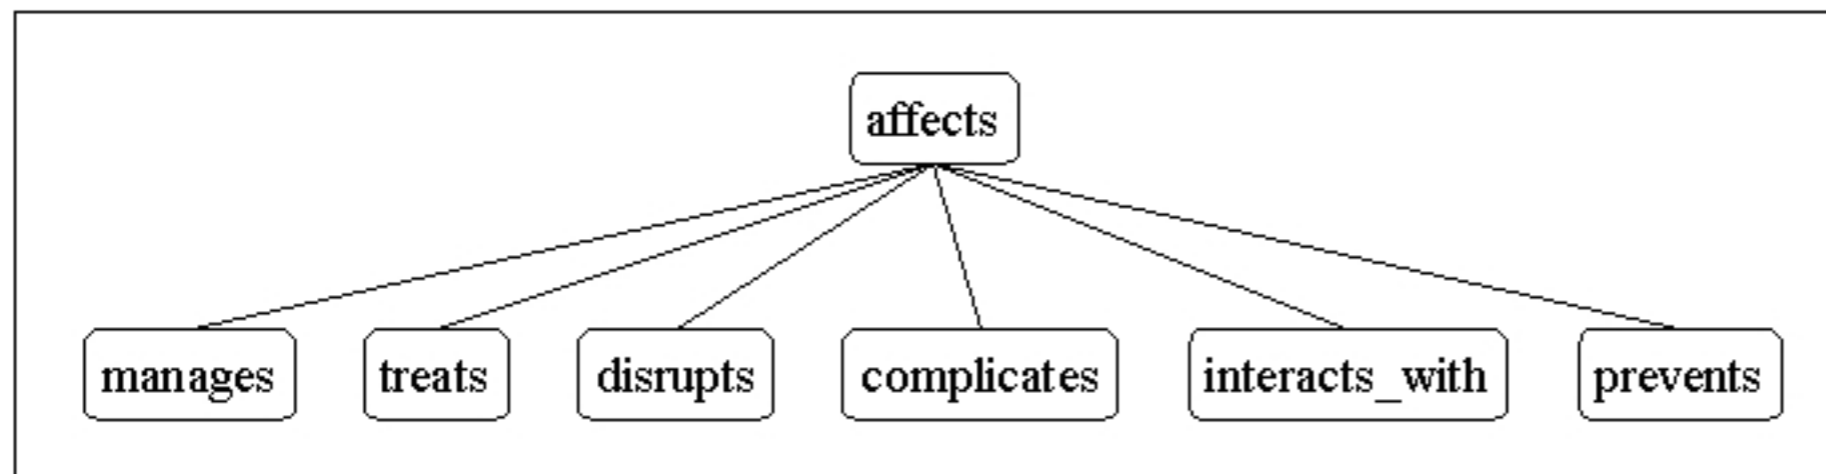 affects
manages treats disrupts complicates interacts_with prevents